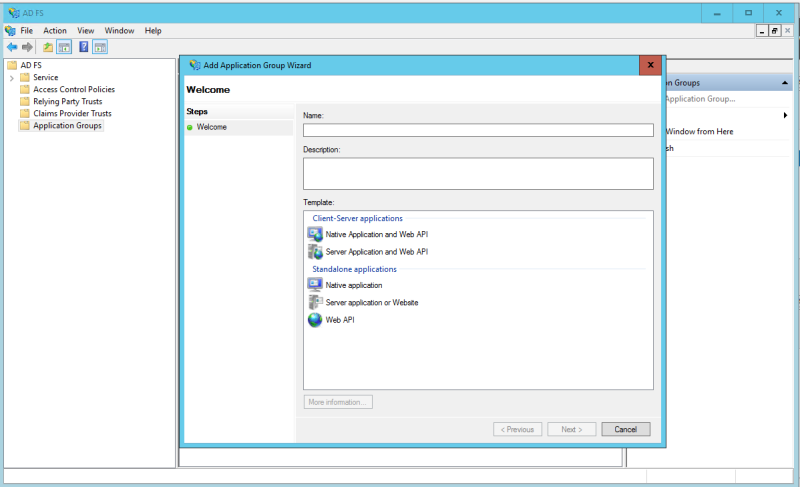 AD FS
File Action View Window Help
AD FS
Service
Access Control Policies
Relying Party Trusts
Claims Provider Trusts
Application Groups
Add Application Group Wizard
X
Welcome
Steps
Welcome
Name:
Description:
Template:
Client-Server applications
Native Application and Web API
Server Application and Web API
Standalone applications
Native application
Server application or Website
Web API
More information...
< Previous
Next >
Cancel
n Groups
Application Group...
Window from Here
sh